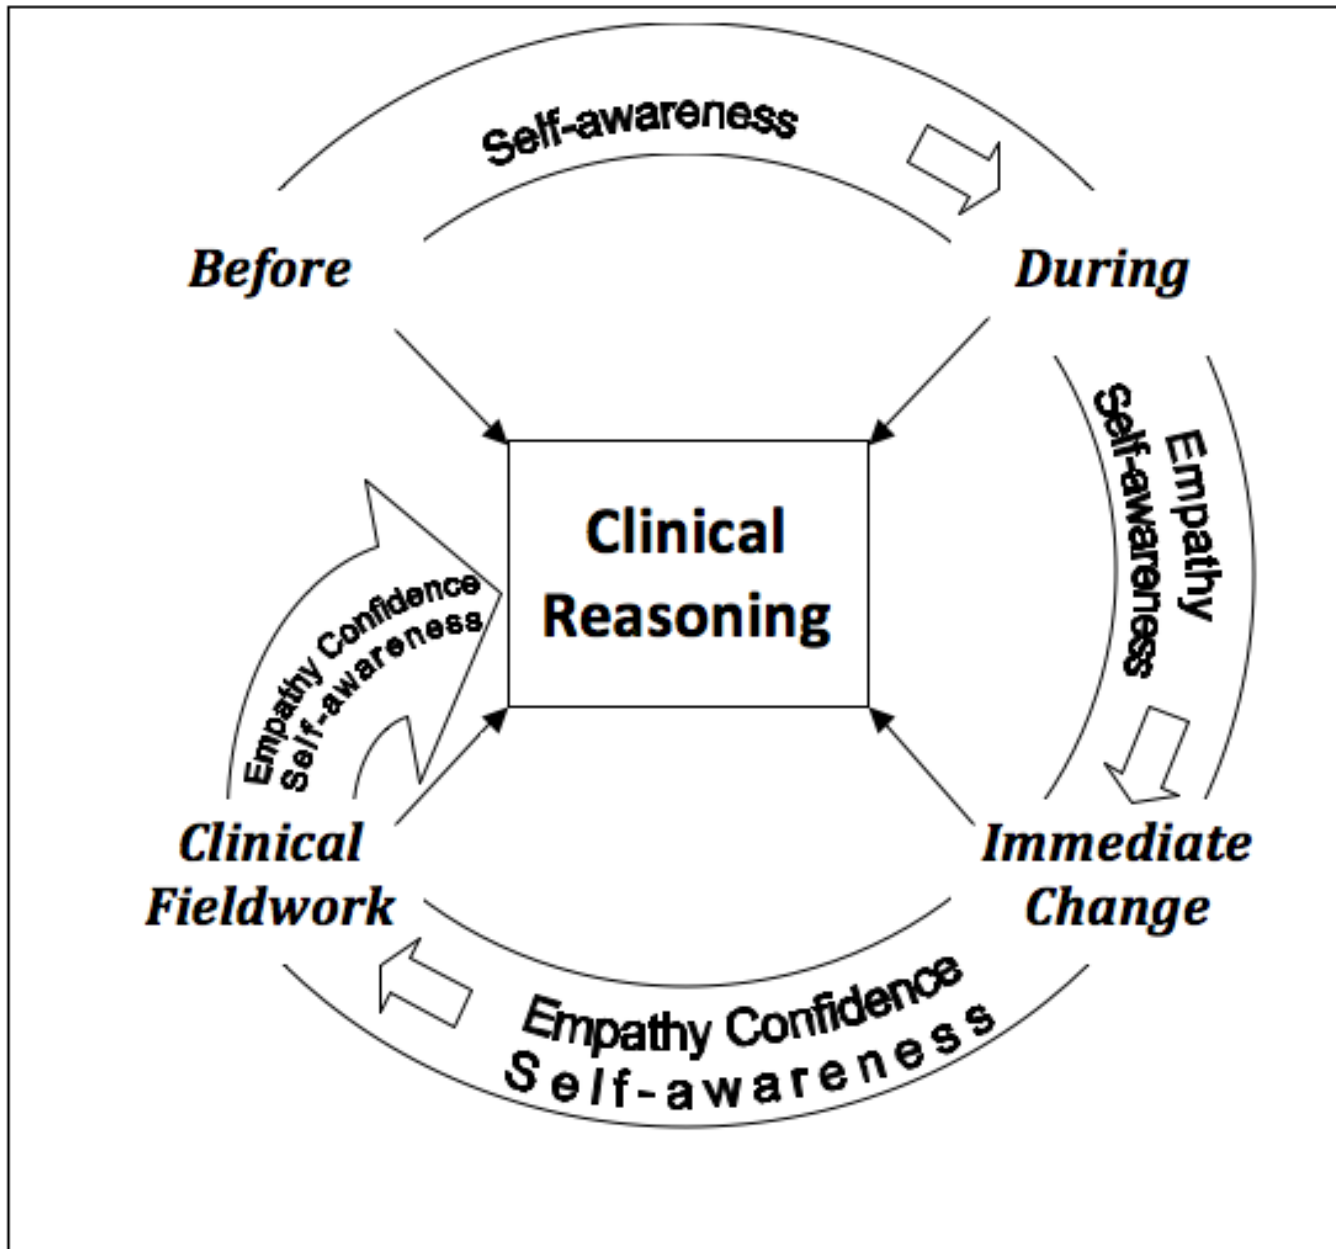 Self-awareness
Before
During
Empathy
Self-awareness
Clinical
Reasoning
Empathy Confidence
Self-awareness
Clinical
Fieldwork
Immediate
Change
Empathy Confidence
Self-awareness